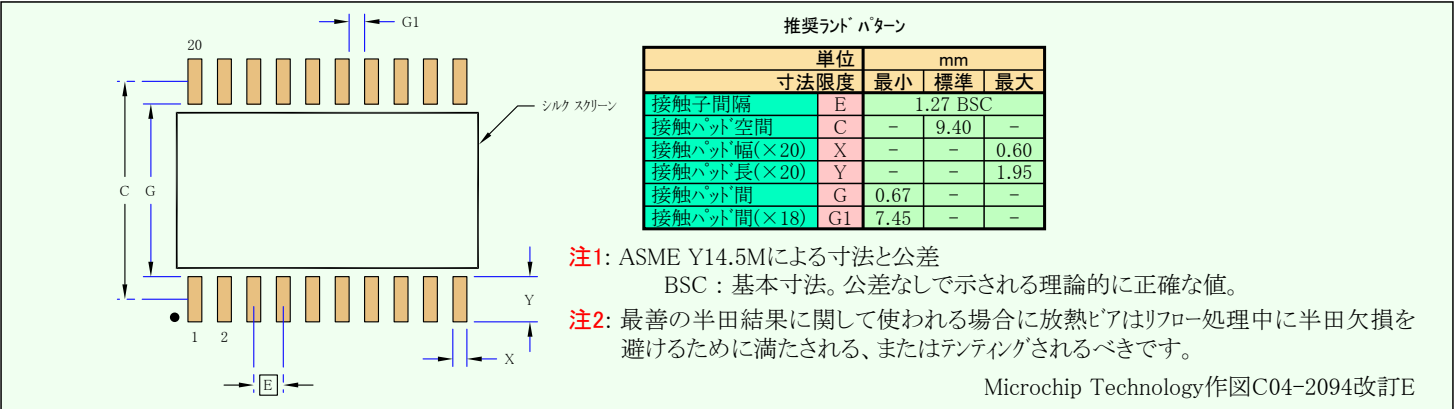 推奨ランドパターン
G1
20
シルク スクリーン
C
G
Y
1
2
X
E
単位 mm
寸法限度 最小 標準 最大
接触子間隔 E 1.27 BSC
接触パッド空間 C - 9.40 -
接触パッド幅(×20) X - - 0.60
接触パッド長(×20) Y - - 1.95
接触パッド間 G 0.67 - -
接触パッド間(×18) G1 7.45 - -
注1: ASME Y14.5Mによる寸法と公差
BSC : 基本寸法。公差なしで示される理論的に正確な値。
注2: 最善の半田結果に関して使われる場合に放熱ビアはリフロー処理中に半田欠損を
避けるために満たされる、またはテンティングされるべきです。
Microchip Technology作図C04-2094改訂E